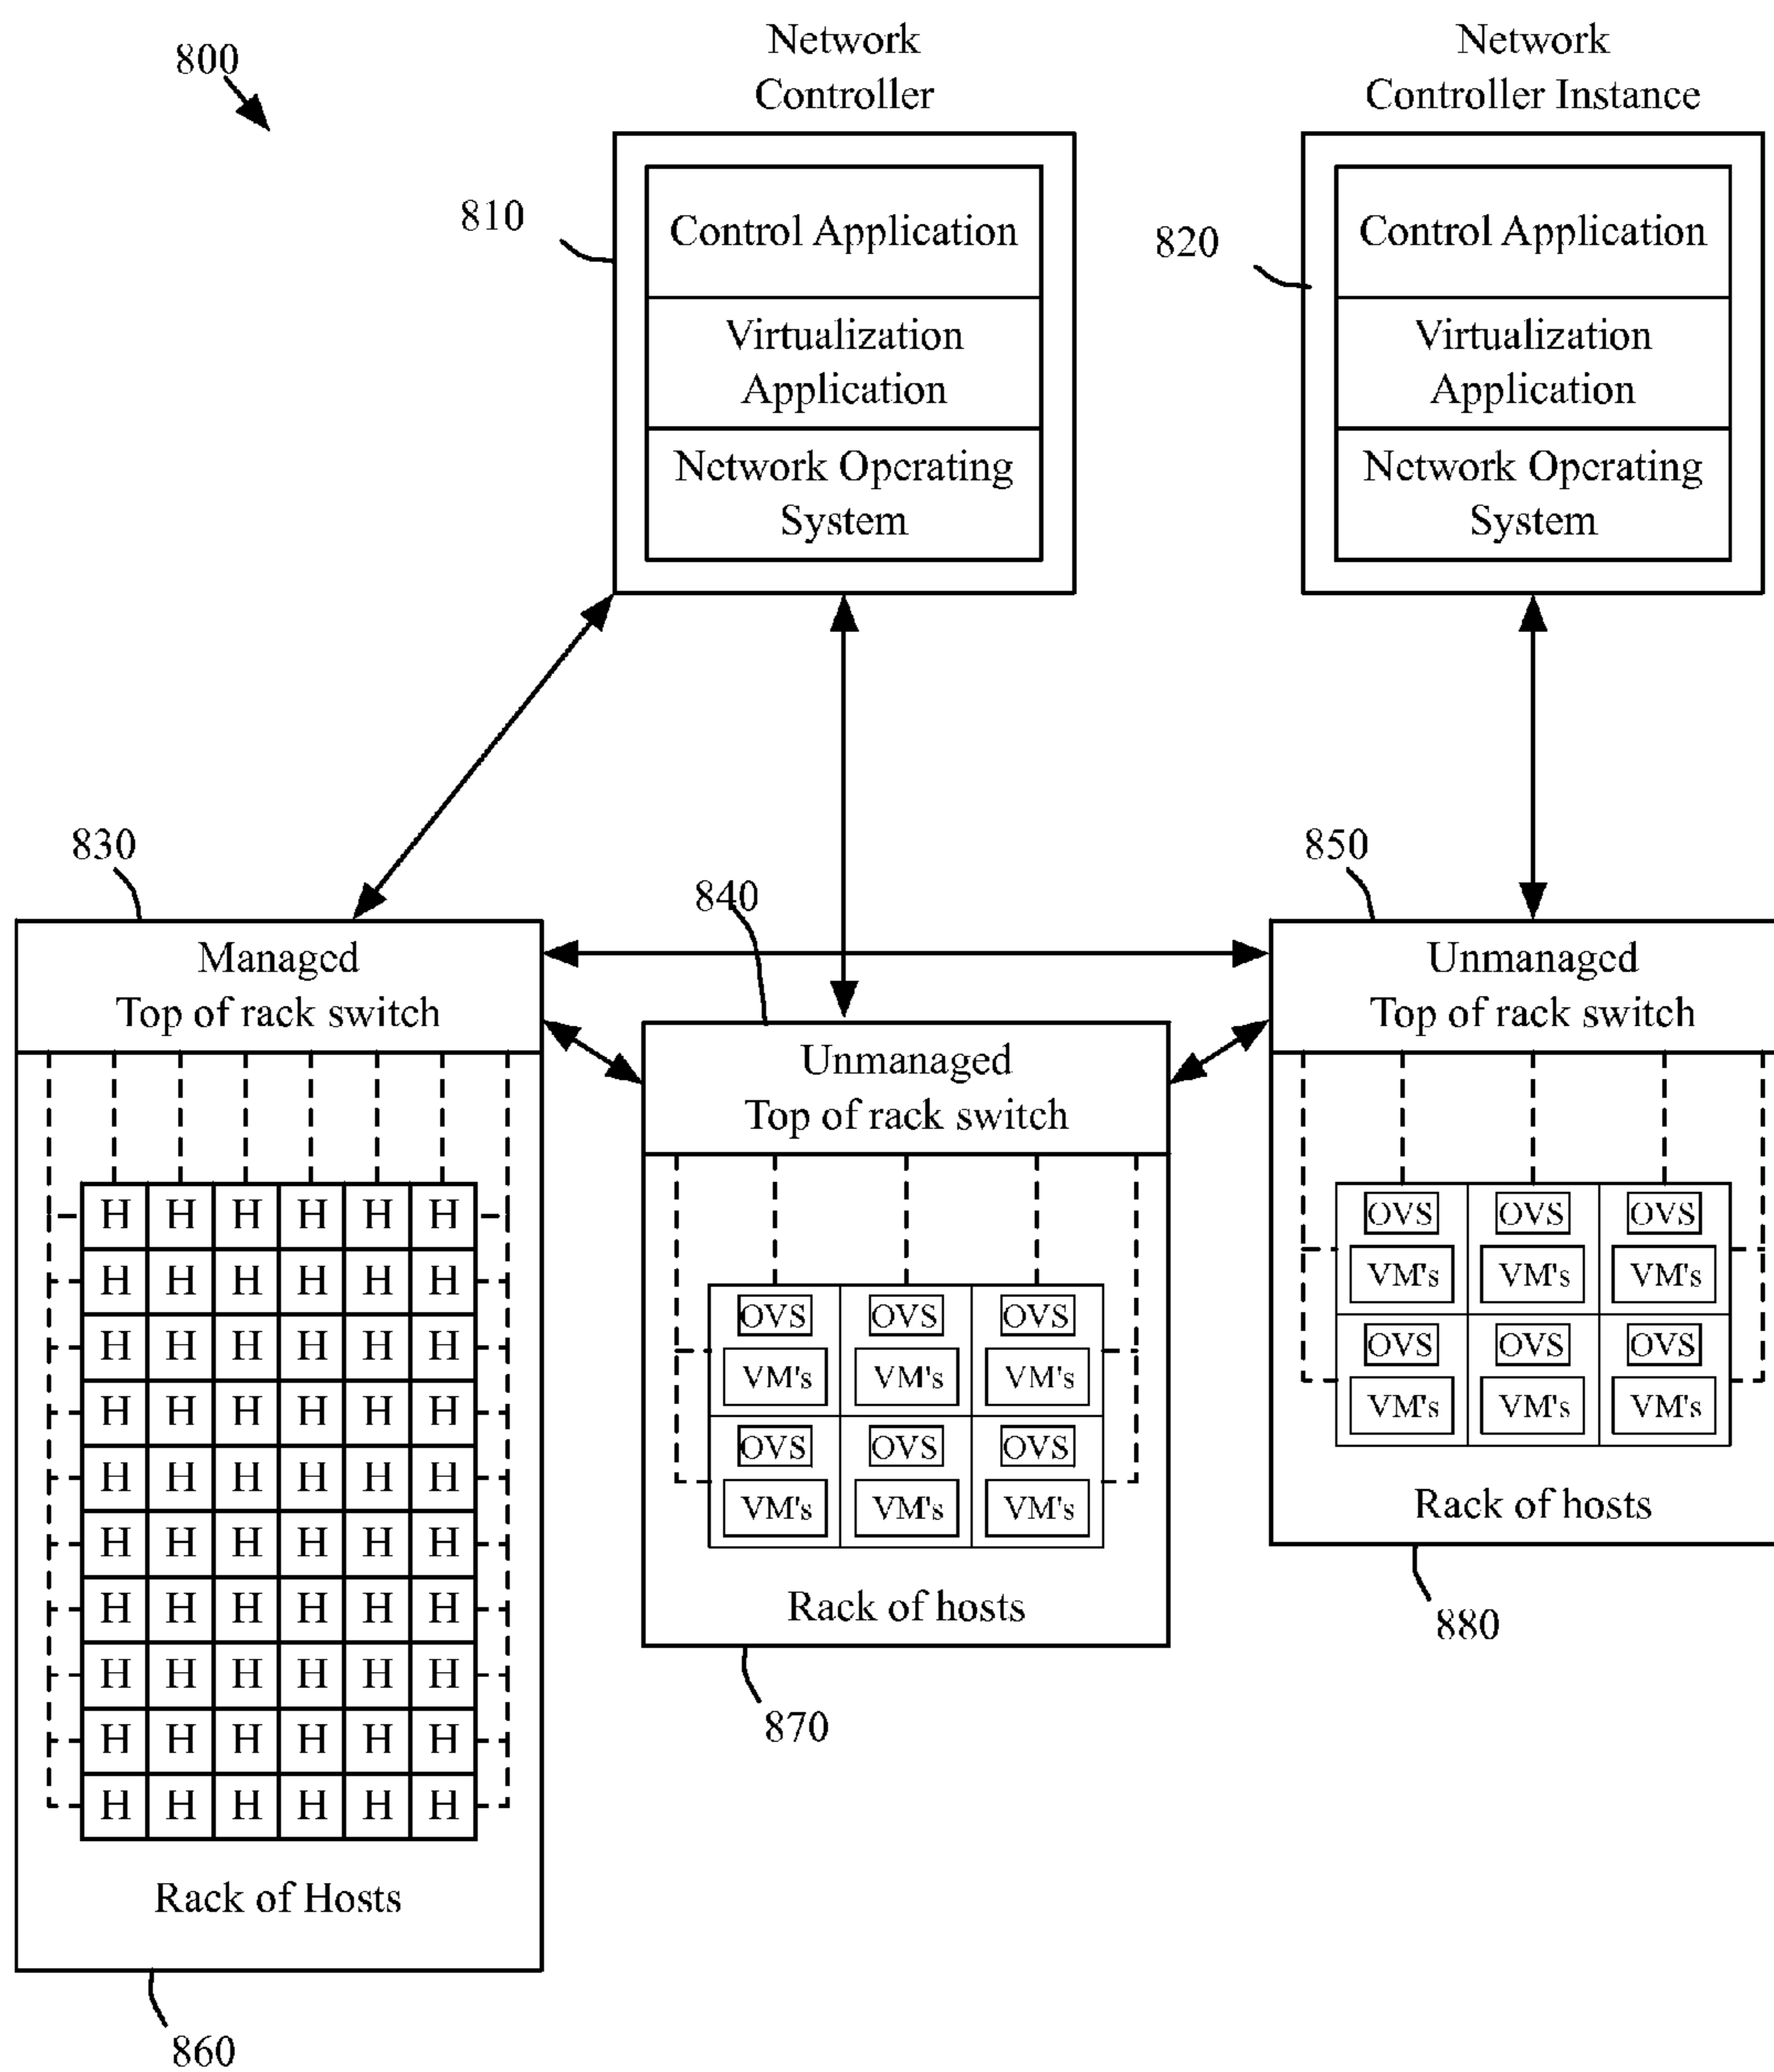 800
Network
Controller
Network
Controller Instance
810
Control Application
Virtualization
Application
Network Operating
System
820
Control Application
Virtualization
Application
Network Operating
System
830
Managed
Top of rack switch
840
Unmanaged
Top of rack switch
850
Unmanaged
Top of rack switch
H H H H H H
H H H H H H
H H H H H H
H H H H H H
H H H H H H
H H H H H H
H H H H H H
H H H H H H
H H H H H H
H H H H H H
Rack of Hosts
860
OVS OVS OVS
VM's VM's VM's
OVS OVS OVS
VM's VM's VM's
Rack of hosts
870
OVS OVS OVS
VM's VM's VM's
OVS OVS OVS
VM's VM's VM's
Rack of hosts
880